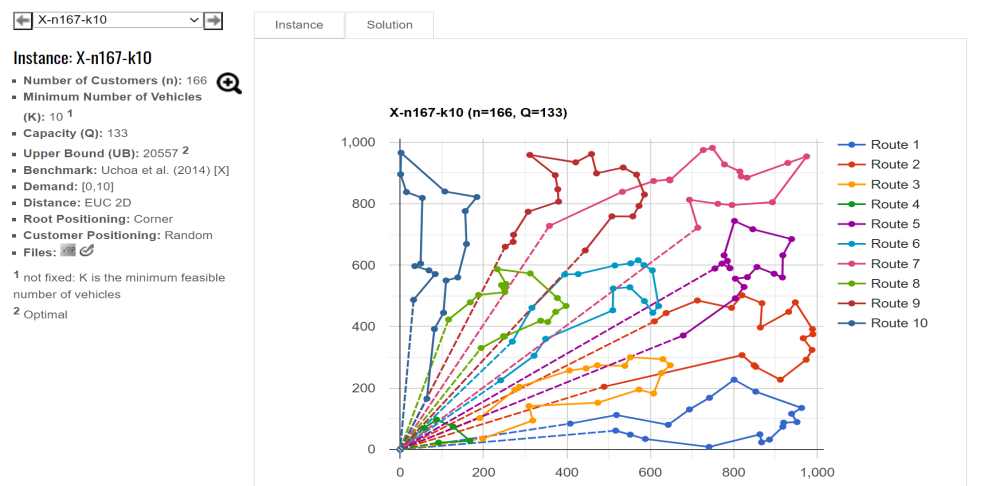 X-n167-k10
Instance: X-n167-k10
Number of Customers (n): 166
Minimum Number of Vehicles
(K): 10 1
Capacity (Q): 133
Upper Bound (UB): 20557 2
Benchmark: Uchoa et al. (2014) [X]
Demand: [0,10]
Distance: EUC 2D
Root Positioning: Corner
Customer Positioning: Random
Files:
1 not fixed: K is the minimum feasible
number of vehicles
2 Optimal
Instance Solution
X-n167-k10 (n=166, Q=133)
1,000
800
600
400
200
0
0 200 400 600 800 1,000
Route 1
Route 2
Route 3
Route 4
Route 5
Route 6
Route 7
Route 8
Route 9
Route 10